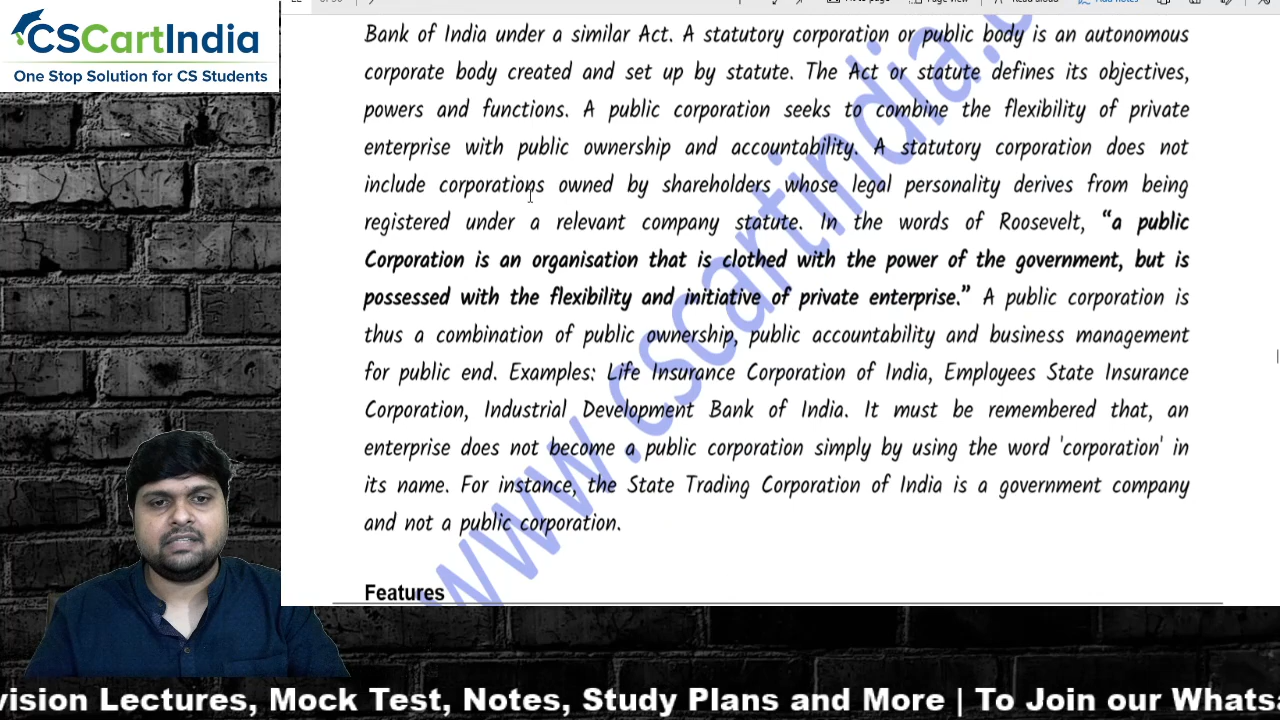 CSCartIndia
One Stop Solution for CS Students
Bank of India under a similar Act. A statutory corporation or public body is an autonomous
corporate body created and set up by statute. The Act or statute defines its objectives,
powers and functions. A public corporation seeks to combine the flexibility of private
enterprise with public ownership and accountability. A statutory corporation does not
include corporations owned by shareholders whose legal personality derives from being
registered under a relevant company statute. In the words of Roosevelt, “a public
Corporation is an organisation that is clothed with the power of the government, but is
possessed with the flexibility and initiative of private enterprise.” A public corporation is
thus a combination of public ownership, public accountability and business management
for public end. Examples: Life Insurance Corporation of India, Employees State Insurance
Corporation, Industrial Development Bank of India. It must be remembered that, an
enterprise does not become a public corporation simply by using the word 'corporation' in
its name. For instance, the State Trading Corporation of India is a government company
and not a public corporation.
Features
www.cscartindia.c
vision Lectures, Mock Test, Notes, Study Plans and More | To Join our Whatsa